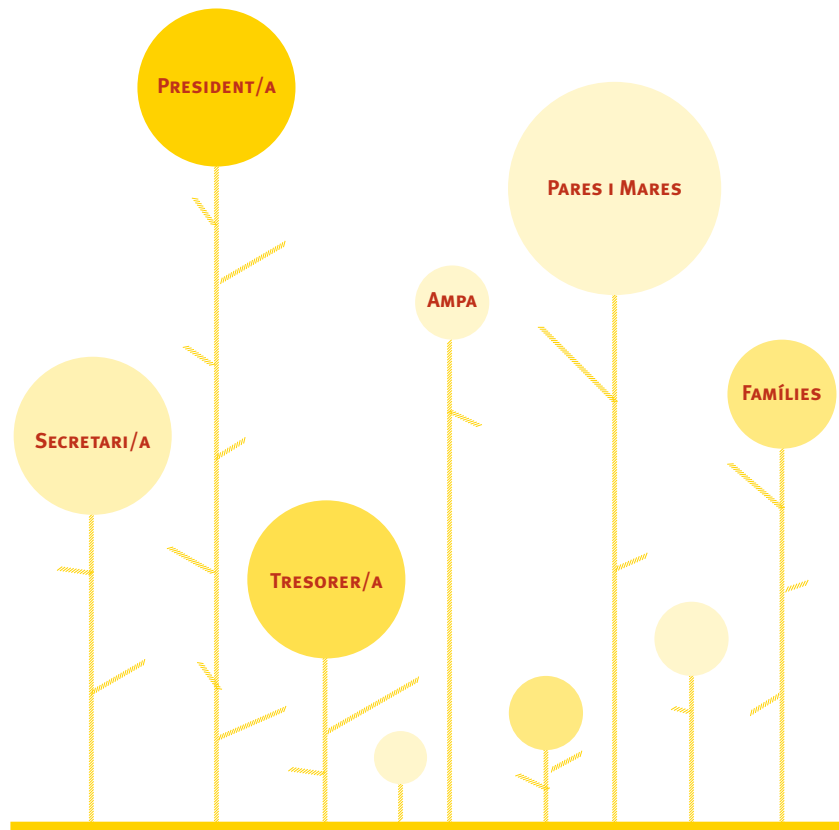 President/a
Pares i Mares
Ampa
Famílies
Secretari/a
Tresorer/a